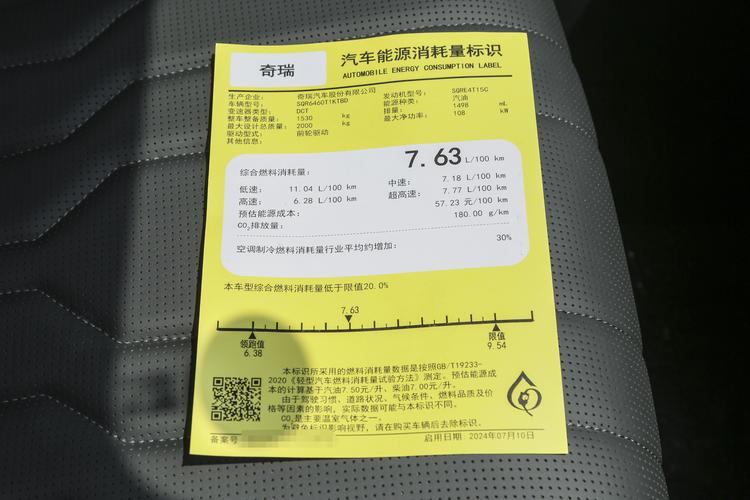 奇瑞
汽车能源消耗量标识
AUTOMOBILE ENERGY CONSUMPTION LABEL
生产企业： 奇瑞汽车股份有限公司 发动机型号： SQRE4T15C
车辆型号： SQR6460T1KTBD 能源种类： 汽油
变速器类型： DCT 排量： 1498 mL
整车整备质量： 1530 kg 最大净功率： 108 kW
最大设计总质量： 2000 kg
驱动型式： 前轮驱动
其他信息：
综合燃料消耗量： 7.63 L/100 km
低速： 11.04 L/100 km 中速： 7.18 L/100 km
高速： 6.28 L/100 km 超高速： 7.77 L/100 km
预估能源成本： 57.23 元/100 km
CO₂排放量： 180.00 g/km
空调制冷燃料消耗量行业平均约增加： 30%
本车型综合燃料消耗量低于限值20.0%
7.63
领跑值 限值
6.38 9.54
本标识所采用的燃料消耗量数据是按照GB/T19233-
2020《轻型汽车燃料消耗量试验方法》测定。预估能源成
本的计算基于汽油7.50元/升、柴油7.00元/升。
由于驾驶习惯、道路状况、气候条件、燃料品质及价
格等因素的影响，实际数据可能与本标识不同。
CO₂是主要温室气体之一。
为避免标识影响视野，请在购买车辆后去除标识。
备案号 启用日期：2024年07月10日